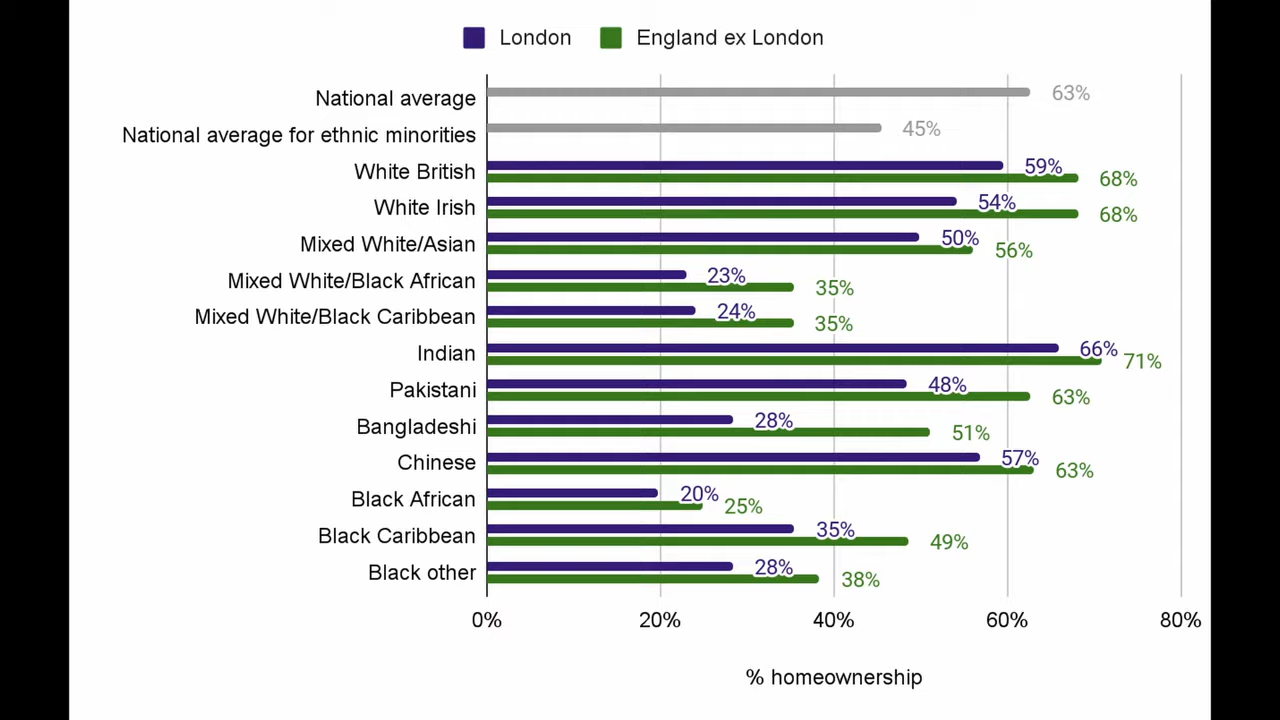 London England ex London
National average 63%
National average for ethnic minorities 45%
White British 59% 68%
White Irish 54% 68%
Mixed White/Asian 50% 56%
Mixed White/Black African 23% 35%
Mixed White/Black Caribbean 24% 35%
Indian 66% 71%
Pakistani 48% 63%
Bangladeshi 28% 51%
Chinese 57% 63%
Black African 20% 25%
Black Caribbean 35% 49%
Black other 28% 38%
0% 20% 40% 60% 80%
% homeownership